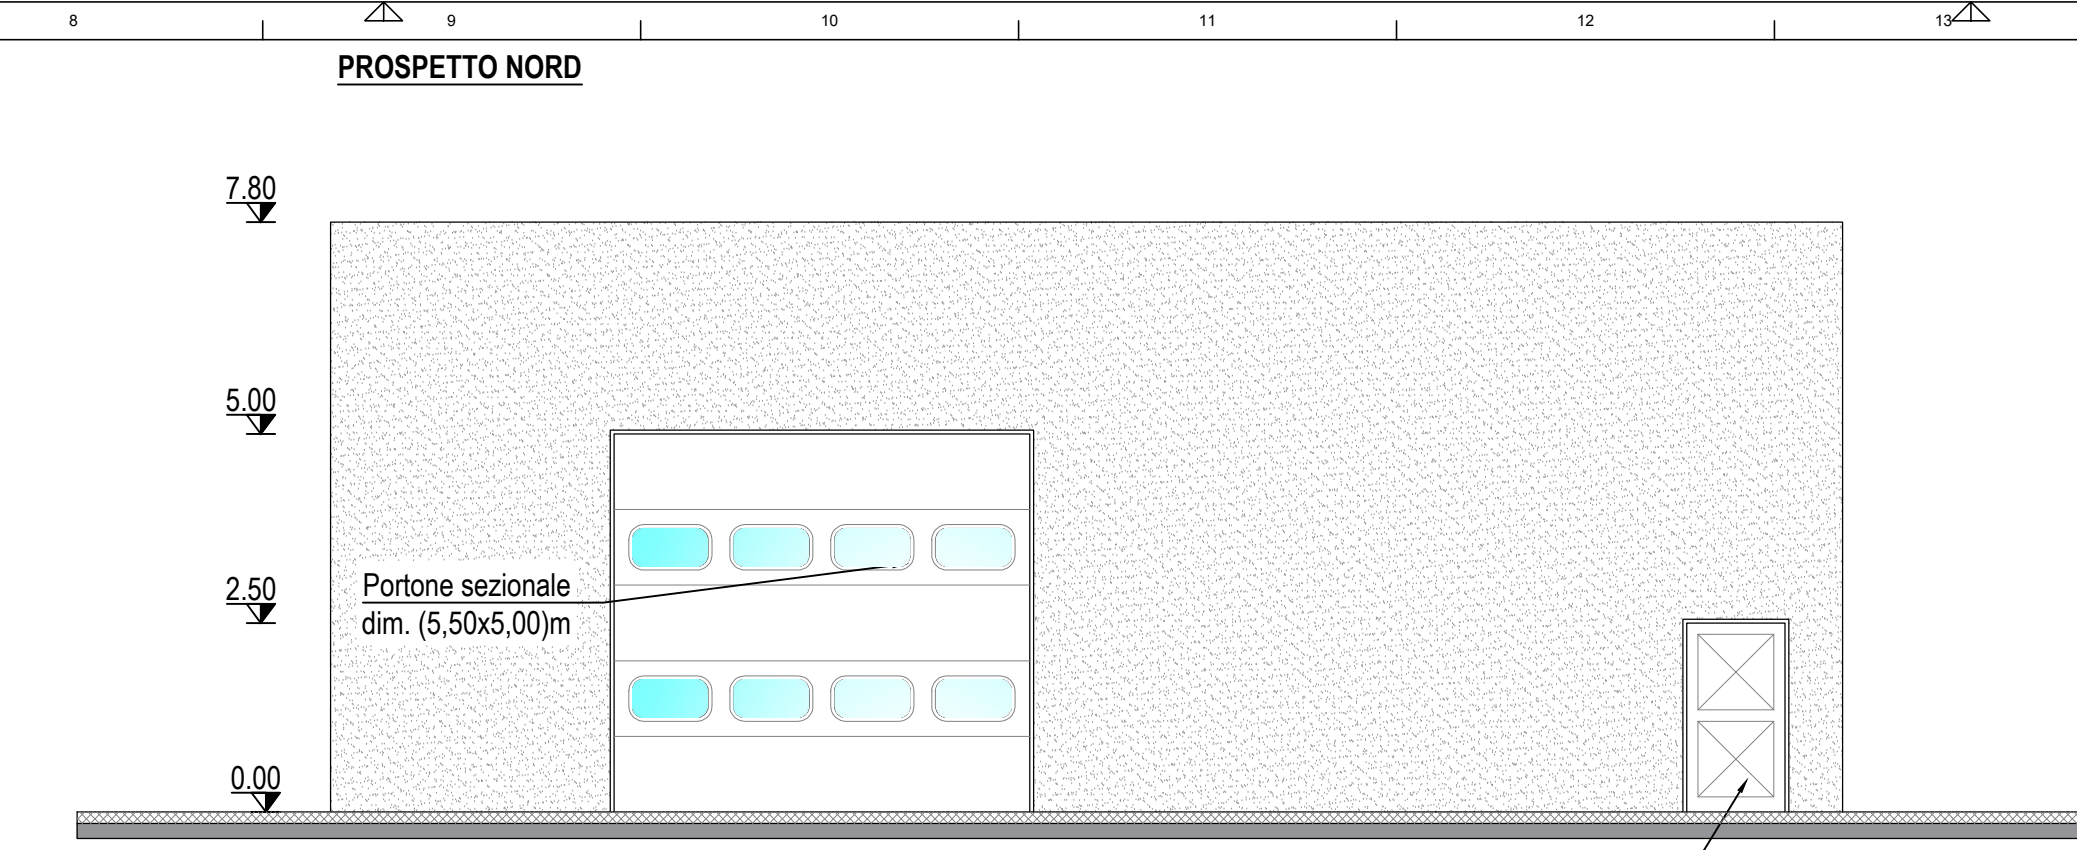 8 9 10 11 12 13
PROSPETTO NORD
7.80
5.00
2.50
Portone sezionale
dim. (5,50x5,00)m
0.00